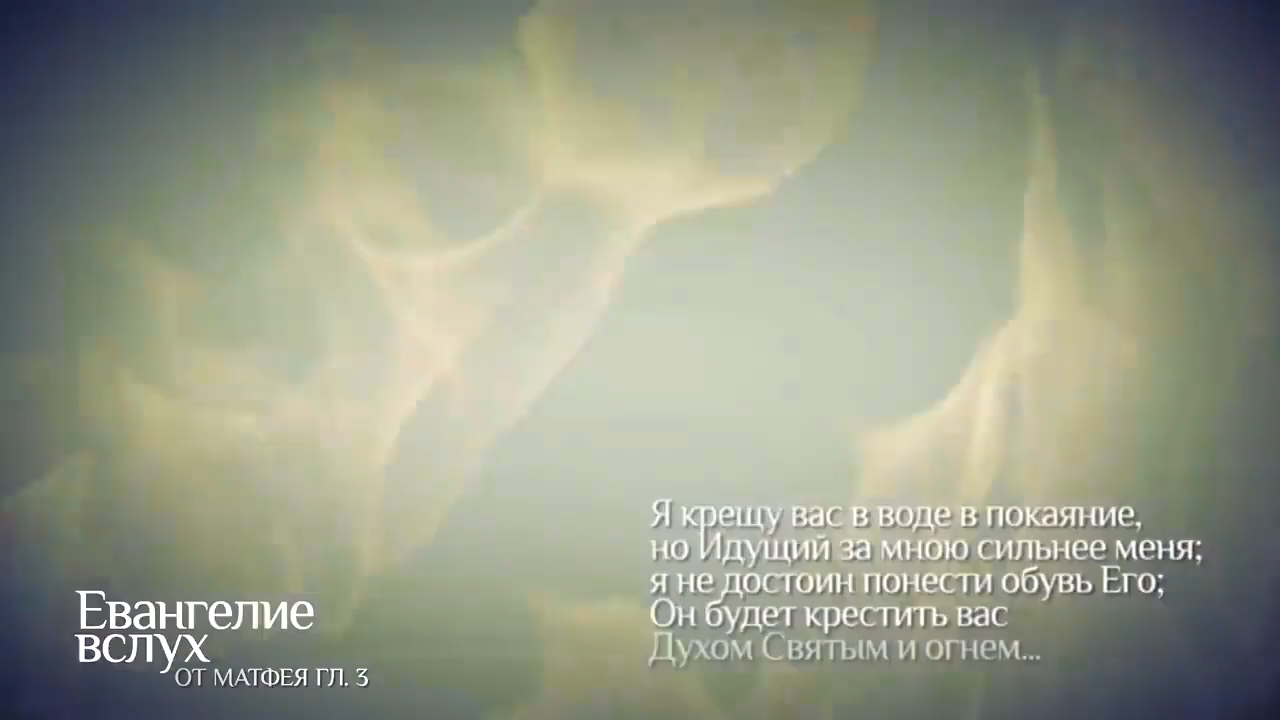 Я крещу вас в воде в покаяние,
но Идущий за мною сильнее меня;
я не достоин понести обувь Его;
Он будет крестить вас
Духом Святым и огнем...
Евангелие
вслух
ОТ МАТФЕЯ ГЛ. 3